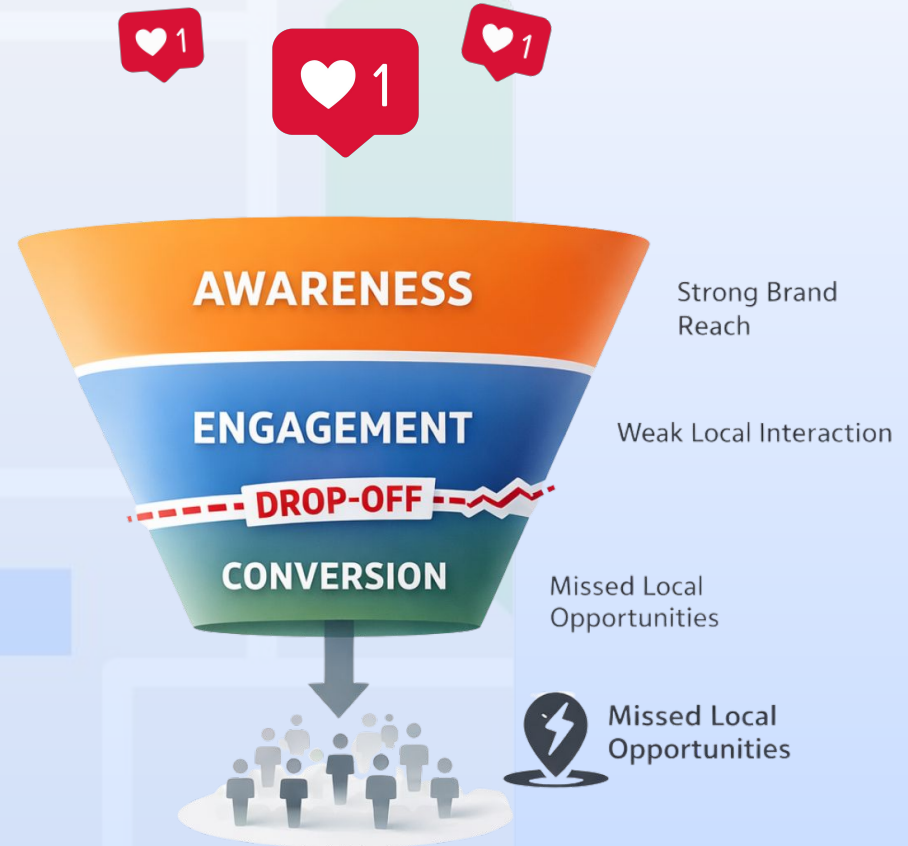 1
1
1
AWARENESS
Strong Brand
Reach
ENGAGEMENT
Weak Local Interaction
DROP-OFF
CONVERSION
Missed Local
Opportunities
Missed Local
Opportunities